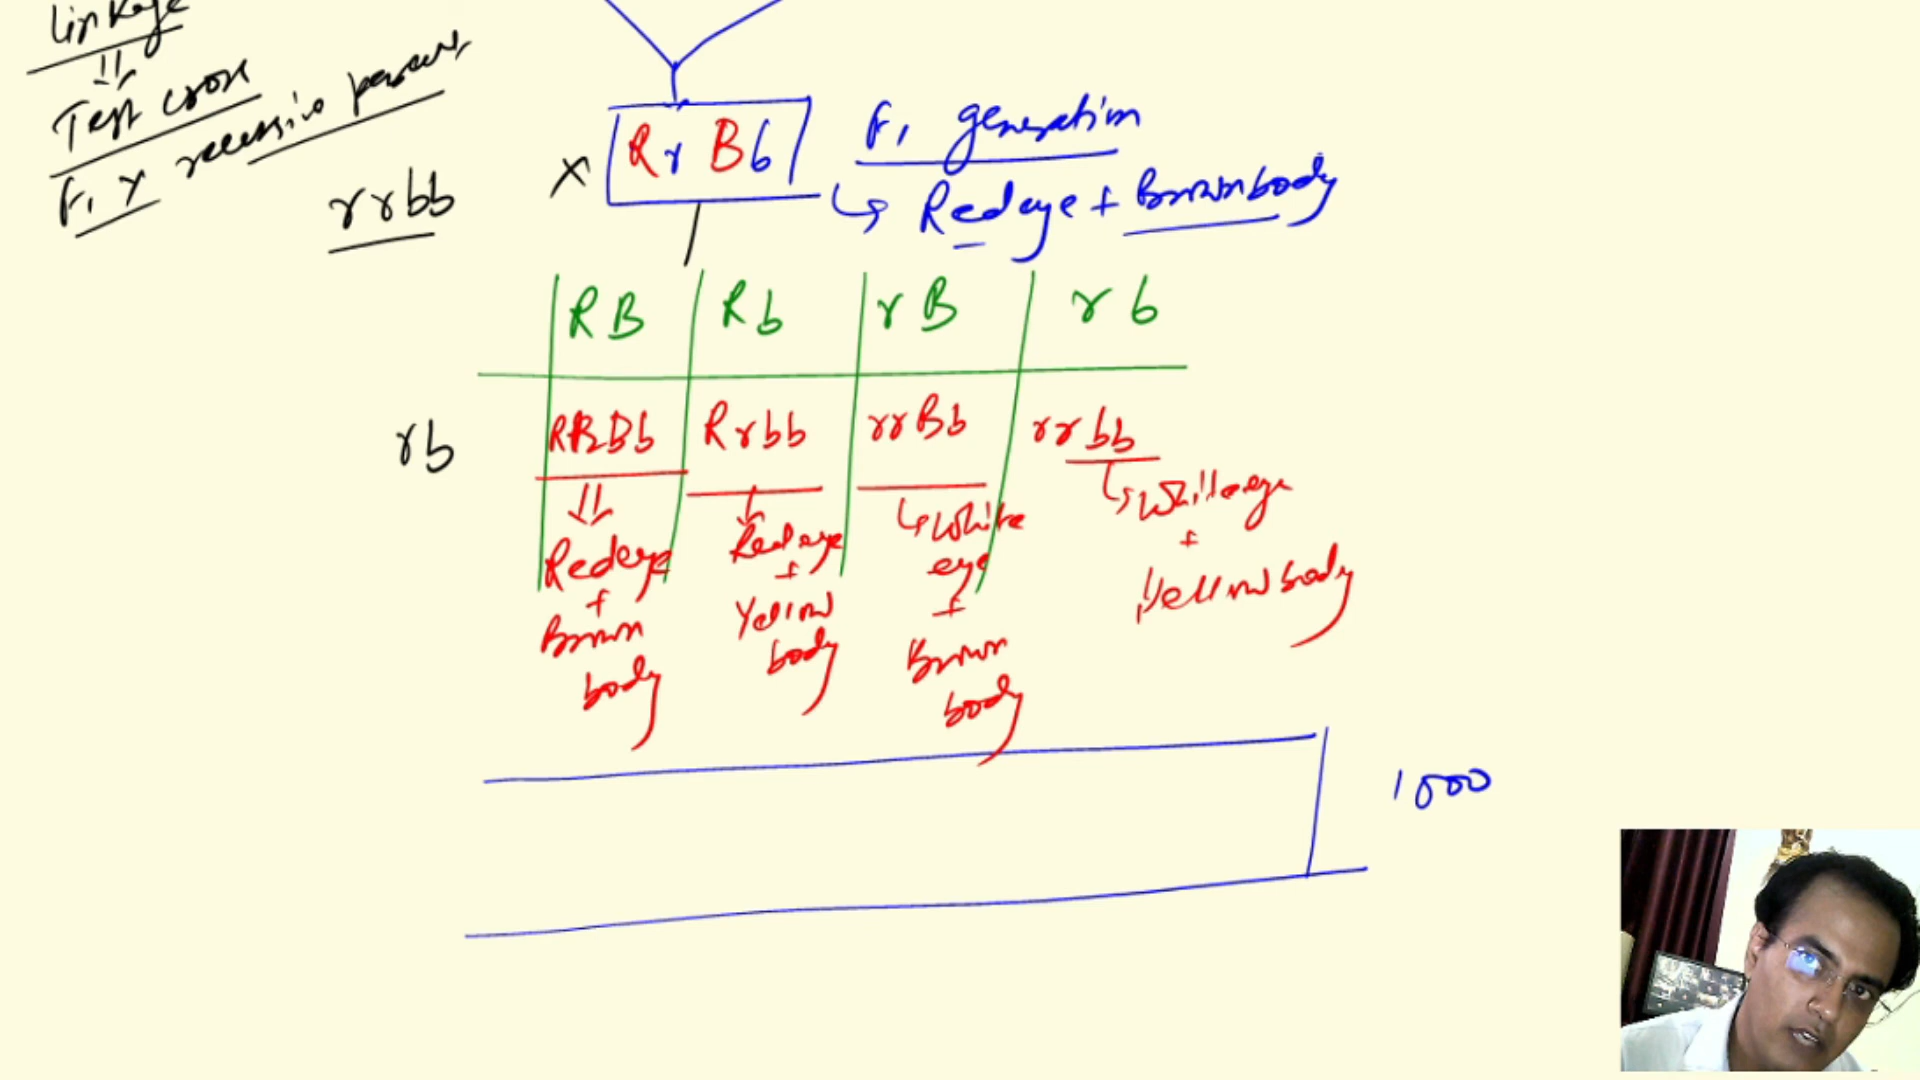 Linkage
Test cross
F1 x recessive parent
rrbb x RrBb
F1 generation
Red eye + Brown body
RB Rb rB rb
rb RRBb Rrbb rrBb rrbb
Red eye + Brown body
Red eye + Yellow body
White eye + Brown body
White eye + Yellow body
1000